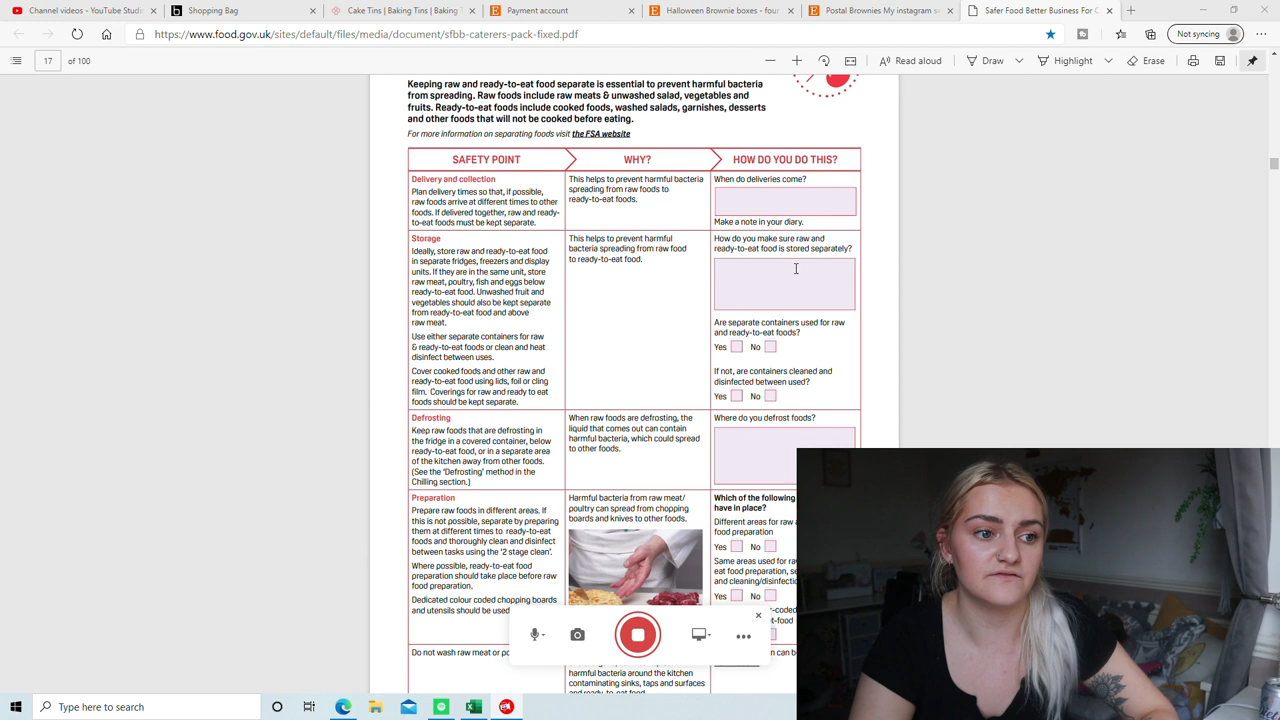 Channel videos - YouTube Studi
Shopping Bag
Cake Tins | Baking Tins | Baking T
Payment account
Halloween Brownie boxes - four
Postal Brownies My instagram s
Safer Food Better Business For C
https://www.food.gov.uk/sites/default/files/media/document/sfbb-caterers-pack-fixed.pdf
Not syncing
17 of 100
Read aloud
Draw
Highlight
Erase
Keeping raw and ready-to-eat food separate is essential to prevent harmful bacteria
from spreading. Raw foods include raw meats & unwashed salad, vegetables and
fruits. Ready-to-eat foods include cooked foods, washed salads, garnishes, desserts
and other foods that will not be cooked before eating.
For more information on separating foods visit the FSA website
SAFETY POINT
WHY?
HOW DO YOU DO THIS?
Delivery and collection
Plan delivery times so that, if possible,
raw foods arrive at different times to other
foods. If delivered together, raw and ready-
to-eat foods must be kept separate.
This helps to prevent harmful bacteria
spreading from raw foods to
ready-to-eat foods.
When do deliveries come?
Make a note in your diary.
Storage
Ideally, store raw and ready-to-eat food
in separate fridges, freezers and display
units. If they are in the same unit, store
raw meat, poultry, fish and eggs below
ready-to-eat food. Unwashed fruit and
vegetables should also be kept separate
from ready-to-eat food and above
raw meat.
Use either separate containers for raw
& ready-to-eat foods or clean and heat
disinfect between uses.
Cover cooked foods and other raw and
ready-to-eat food using lids, foil or cling
film. Coverings for raw and ready to eat
foods should be kept separate.
This helps to prevent harmful
bacteria spreading from raw food
to ready-to-eat food.
How do you make sure raw and
ready-to-eat food is stored separately?
Are separate containers used for raw
and ready-to-eat foods?
Yes No
If not, are containers cleaned and
disinfected between used?
Yes No
Defrosting
Keep raw foods that are defrosting in
the fridge in a covered container, below
ready-to-eat food, or in a separate area
of the kitchen away from other foods.
(See the 'Defrosting' method in the
Chilling section.)
When raw foods are defrosting, the
liquid that comes out can contain
harmful bacteria, which could spread
to other foods.
Where do you defrost foods?
Preparation
Prepare raw foods in different areas. If
this is not possible, separate by preparing
them at different times to ready-to-eat
foods and thoroughly clean and disinfect
between tasks using the '2 stage clean'.
Where possible, ready-to-eat food
preparation should take place before raw
food preparation.
Dedicated colour coded chopping boards
and utensils should be used
Harmful bacteria from raw meat/
poultry can spread from chopping
boards and knives to other foods.
Which of the following
have in place?
Different areas for raw a
food preparation
Yes No
Same areas used for ra
eat food preparation, se
and cleaning/disinfecti
Yes No
r-coded
t-food
Do not wash raw meat or po
harmful bacteria around the kitchen
contaminating sinks, taps and surfaces
and ready-to-eat food.
n can b
Type here to search